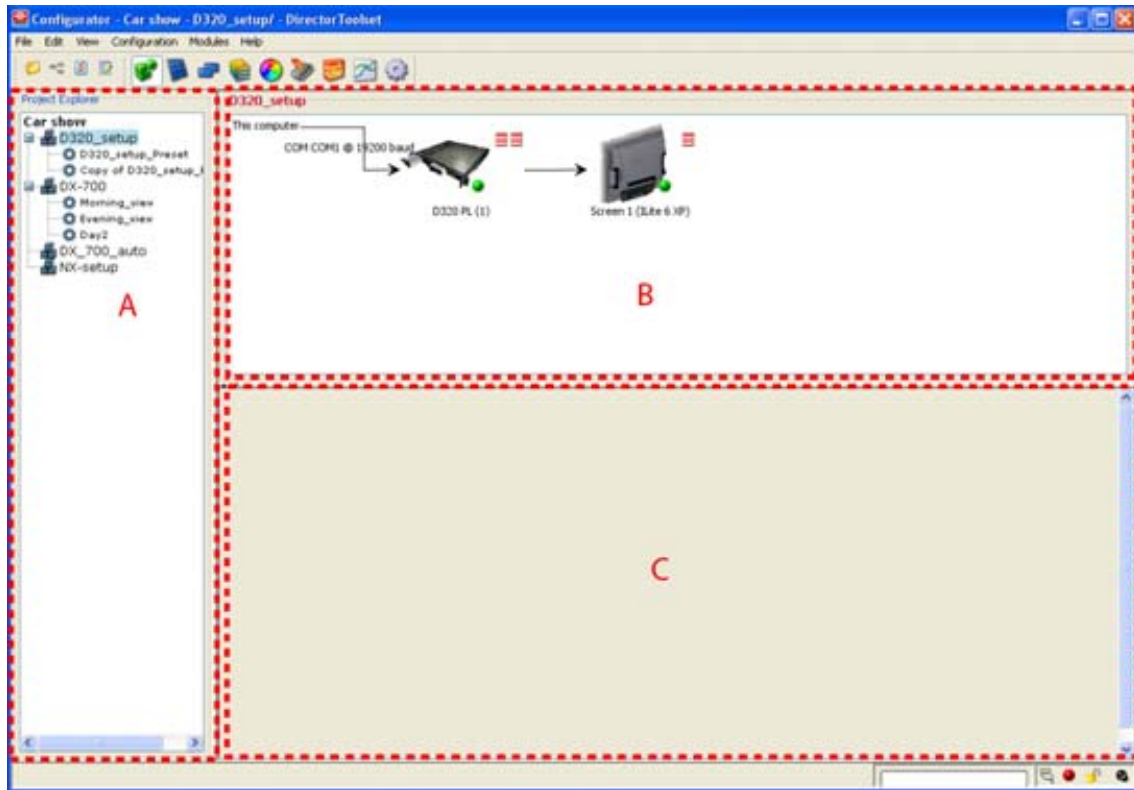 Configurator - Car show - D320_setup/ - DirectorToolset
File Edit View Configuration Modules Help
Project Explorer
Car show
D320_setup
D320_setup_Preset
Copy of D320_setup_
DX-700
Morning_view
Evening_view
Day2
DX_700_auto
NX-setup
A
D320_setup
This computer
COM COM1 @ 19200 baud
D320 PL (1)
Screen 1 (ILite 6 XP)
B
C